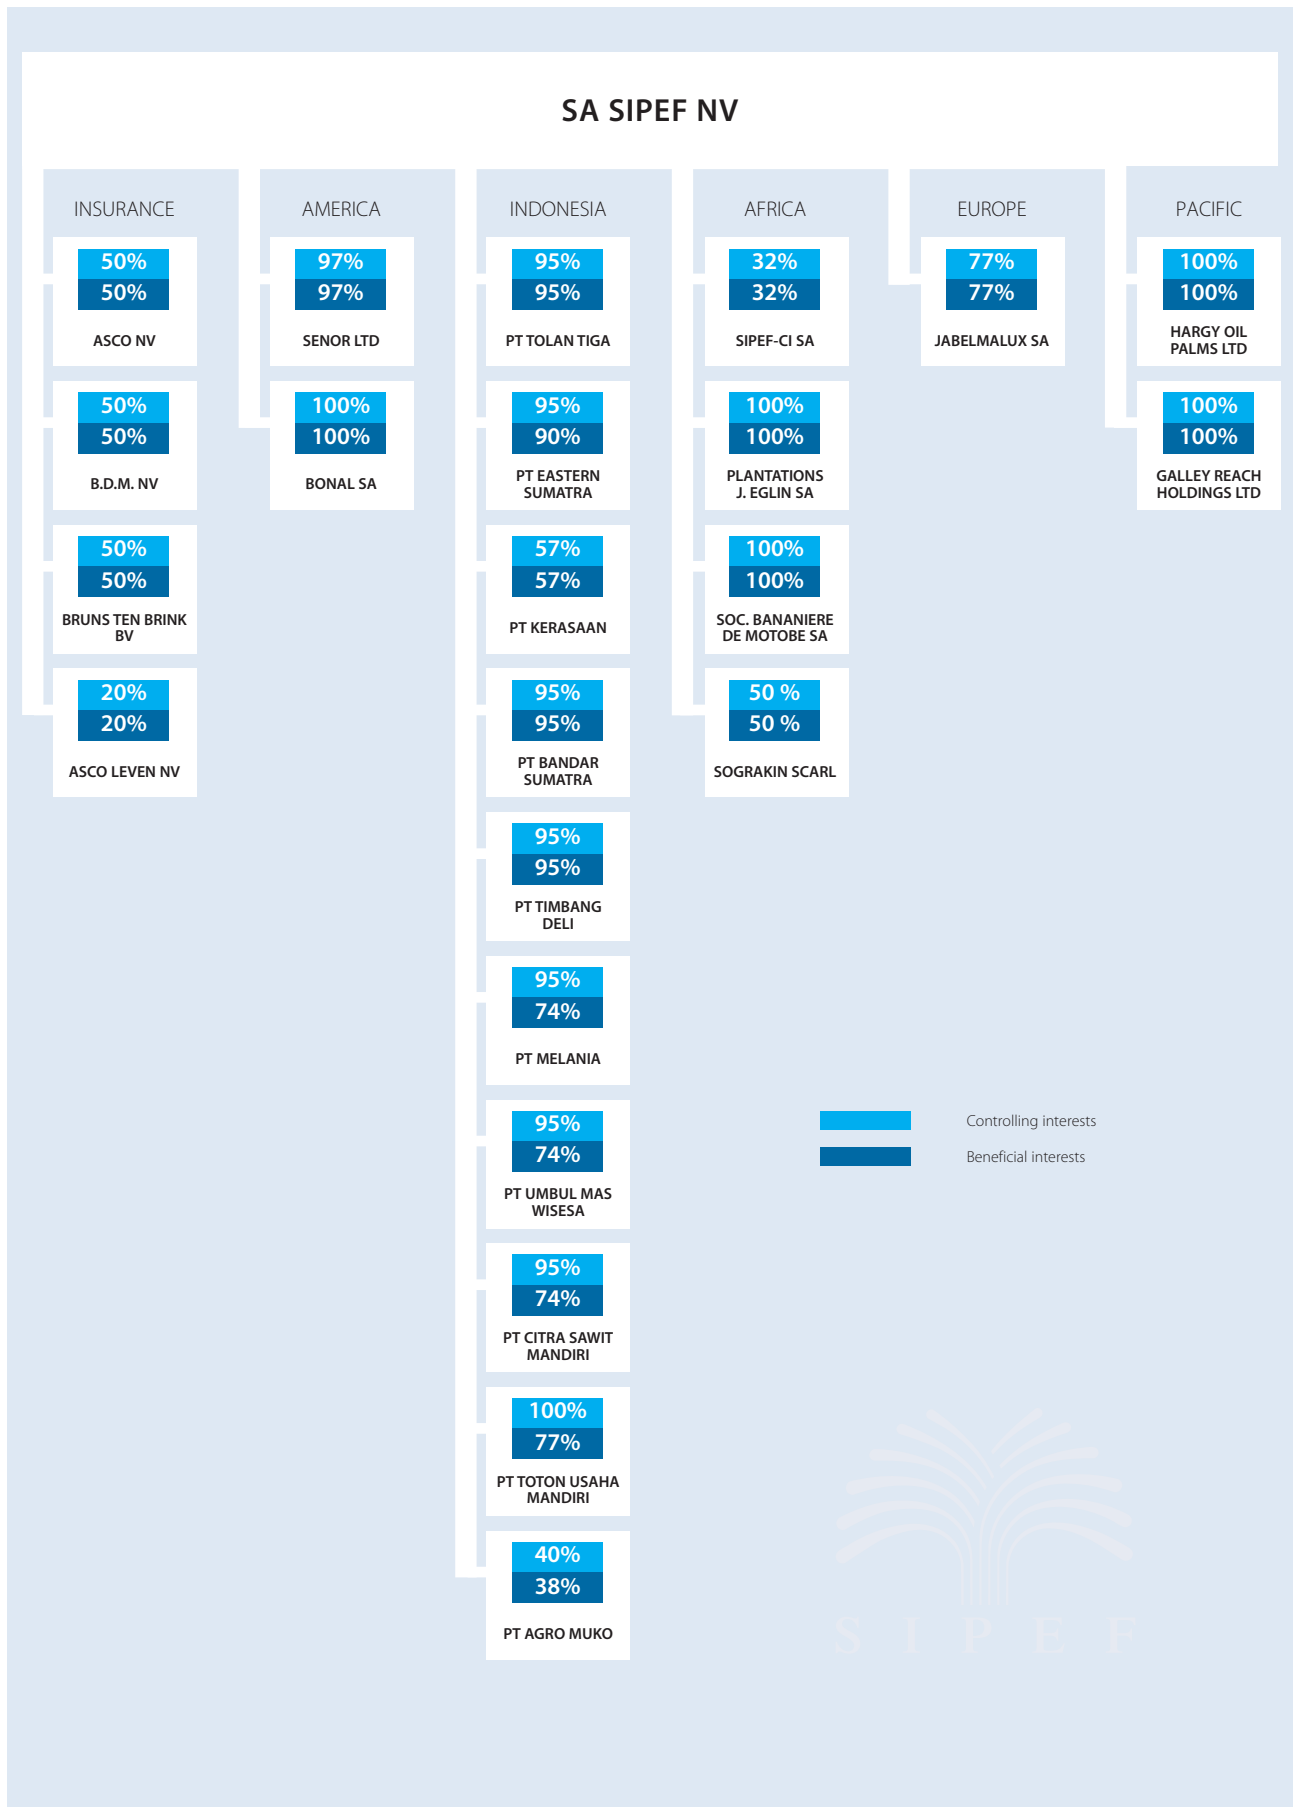 SA SIPEF NV
INSURANCE
50%
50%
ASCO NV
50%
50%
B.D.M. NV
50%
50%
BRUNS TEN BRINK
BV
20%
20%
ASCO LEVEN NV
AMERICA
97%
97%
SENOR LTD
100%
100%
BONAL SA
INDONESIA
95%
95%
PT TOLAN TIGA
95%
90%
PT EASTERN
SUMATRA
57%
57%
PT KERASAAN
95%
95%
PT BANDAR
SUMATRA
95%
95%
PT TIMBANG
DELI
95%
74%
PT MELANIA
95%
74%
PT UMBUL MAS
WISESA
95%
74%
PT CITRA SAWIT
MANDIRI
100%
77%
PT TOTON USAHA
MANDIRI
40%
38%
PT AGRO MUKO
AFRICA
32%
32%
SIPEF-CI SA
100%
100%
PLANTATIONS
J. EGLIN SA
100%
100%
SOC. BANANIERE
DE MOTOBE SA
50 %
50 %
SOGRAKIN SCARL
EUROPE
77%
77%
JABELMALUX SA
PACIFIC
100%
100%
HARGY OIL
PALMS LTD
100%
100%
GALLEY REACH
HOLDINGS LTD
Controlling interests
Beneficial interests
SIPEF